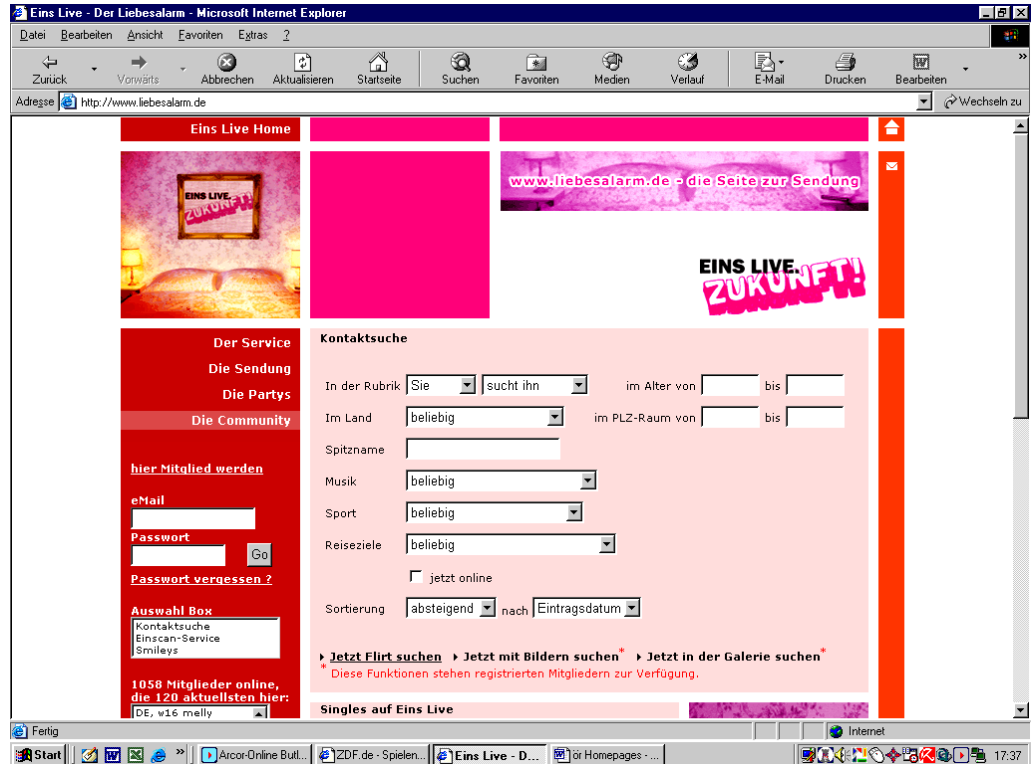 Eins Live - Der Liebesalarm - Microsoft Internet Explorer
Datei Bearbeiten Ansicht Favoriten Extras ?
Zurück Vorwärts Abbrechen Aktualisieren Startseite Suchen Favoriten Medien Verlauf E-Mail Drucken Bearbeiten »
Adresse http://www.liebesalarm.de Wechseln zu
Eins Live Home
EINS LIVE.
ZUKUNFT!
www.liebesalarm.de - die Seite zur Sendung
EINS LIVE.
ZUKUNFT!
Der Service
Die Sendung
Die Partys
Die Community
hier Mitglied werden
eMail
Passwort
Go
Passwort vergessen ?
Auswahl Box
Kontaktsuche
Einscan-Service
Smileys
1058 Mitglieder online,
die 120 aktuellsten hier:
DE, w16 melly
Kontaktsuche
In der Rubrik Sie sucht ihn im Alter von bis
Im Land beliebig im PLZ-Raum von bis
Spitzname
Musik beliebig
Sport beliebig
Reiseziele beliebig
jetzt online
Sortierung absteigend nach Eintragsdatum
Jetzt Flirt suchen Jetzt mit Bildern suchen* Jetzt in der Galerie suchen*
* Diese Funktionen stehen registrierten Mitgliedern zur Verfügung.
Singles auf Eins Live
Fertig Internet
Start » Arcor-Online Butl... ZDF.de - Spielen... Eins Live - D... ör Homepages - ... 17:37